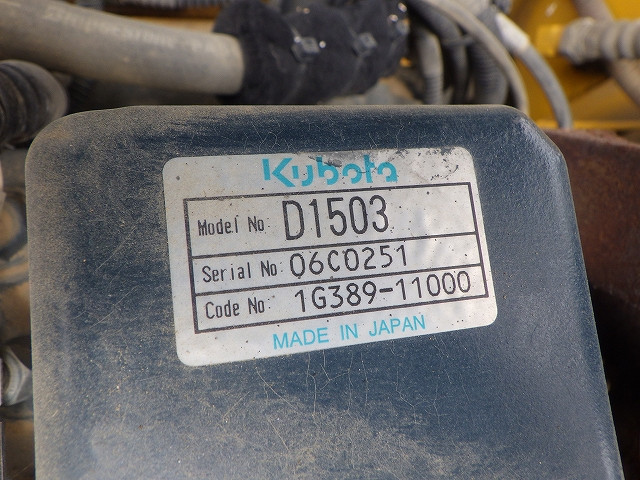 Kubota
Model No. D1503
Serial No. 06C0251
Code No. 1G389-11000
MADE IN JAPAN